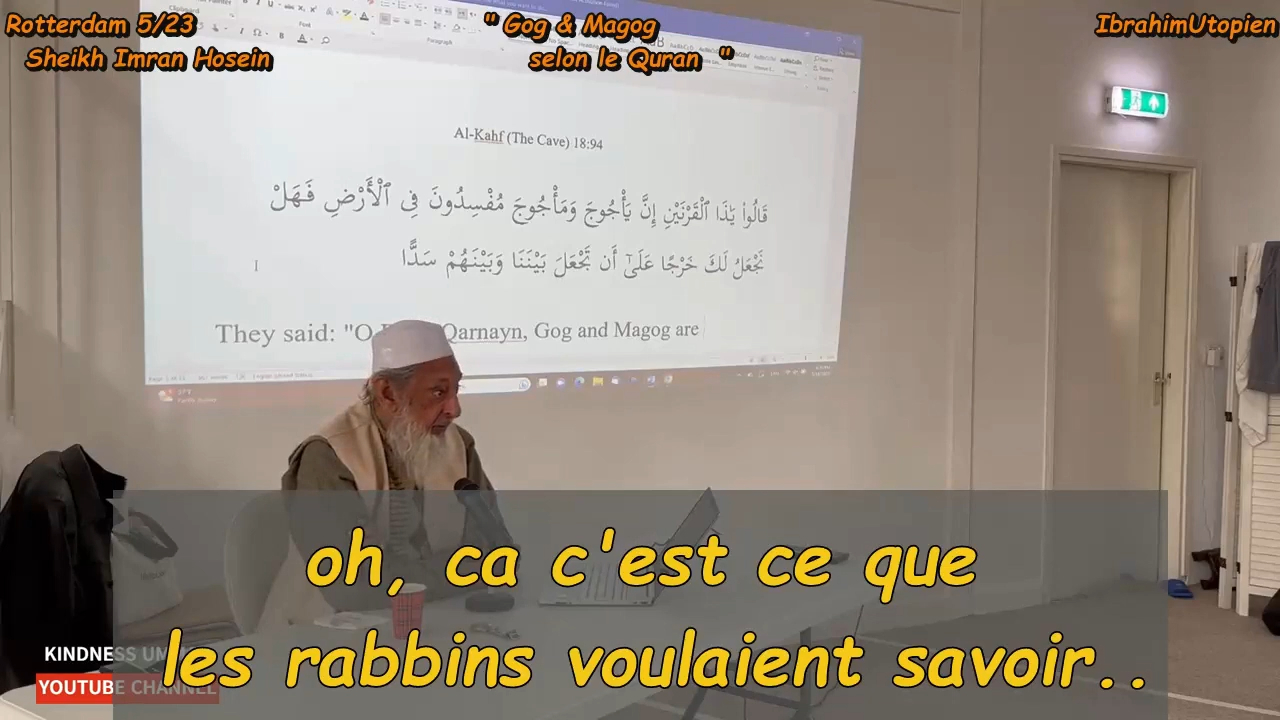 Rotterdam 5/23
Sheikh Imran Hosein
" Gog & Magog
selon le Quran "
IbrahimUtopien
Al-Kahf (The Cave) 18:94
قَالُوا۟ يَـٰذَا ٱلْقَرْنَيْنِ إِنَّ يَأْجُوجَ وَمَأْجُوجَ مُفْسِدُونَ فِى ٱلْأَرْضِ فَهَلْ
نَجْعَلُ لَكَ خَرْجًا عَلَىٰٓ أَن تَجْعَلَ بَيْنَنَا وَبَيْنَهُمْ سَدًّا
They said: "O Qarnayn, Gog and Magog are
oh, ca c'est ce que
les rabbins voulaient savoir..
KINDNESS
YOUTUBE CHANNEL